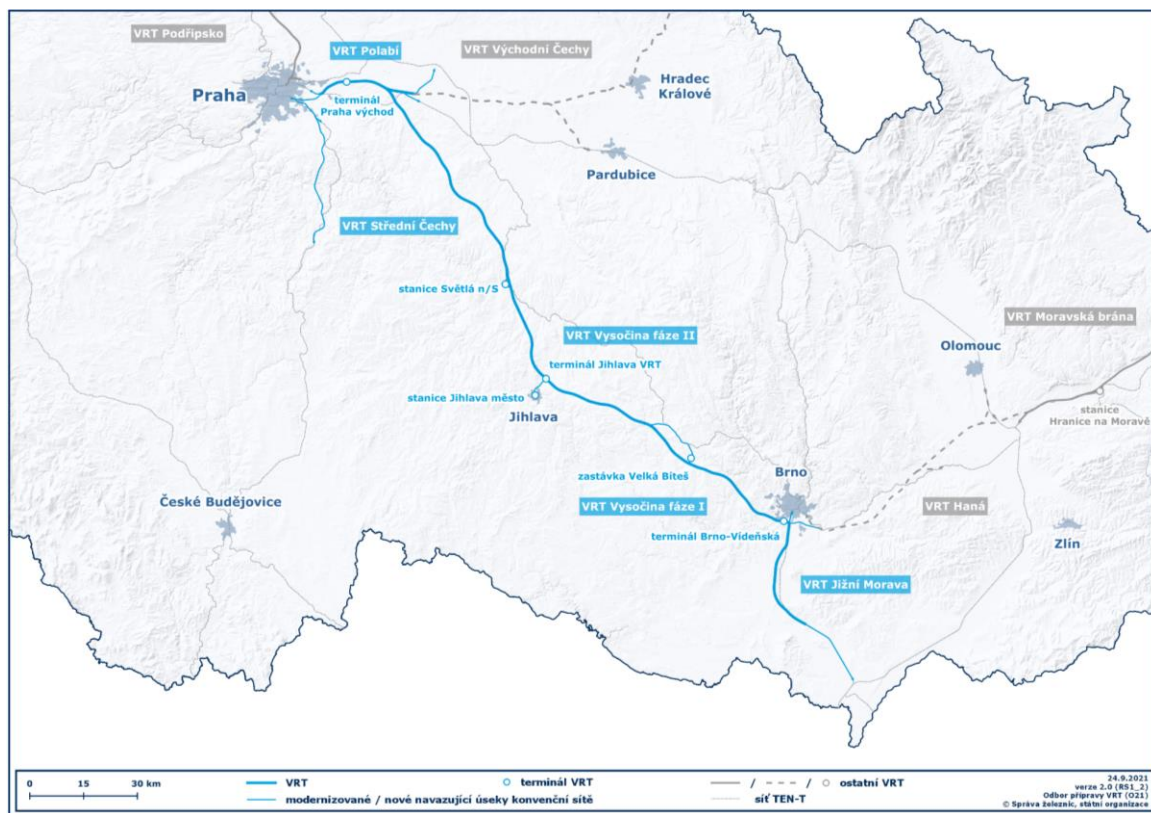 VRT Podřipsko
VRT Polabí
VRT Východní Čechy
Praha
terminál
Praha východ
Hradec
Králové
Pardubice
VRT Střední Čechy
stanice Světlá n/S
VRT Moravská brána
VRT Vysočina fáze II
Olomouc
terminál Jihlava VRT
stanice Jihlava město
Jihlava
stanice
Hranice na Moravě
zastávka Velká Bíteš
Brno
České Budějovice
VRT Vysočina fáze I
VRT Haná
terminál Brno-Vídeňská
Zlín
VRT Jižní Morava
0 15 30 km
VRT
terminál VRT
/ / ostatní VRT
modernizované / nové navazující úseky konvenční sítě
síť TEN-T
24.9.2021
verze 2.0 (RS1_2)
Odbor přípravy VRT (O21)
© Správa železnic, státní organizace